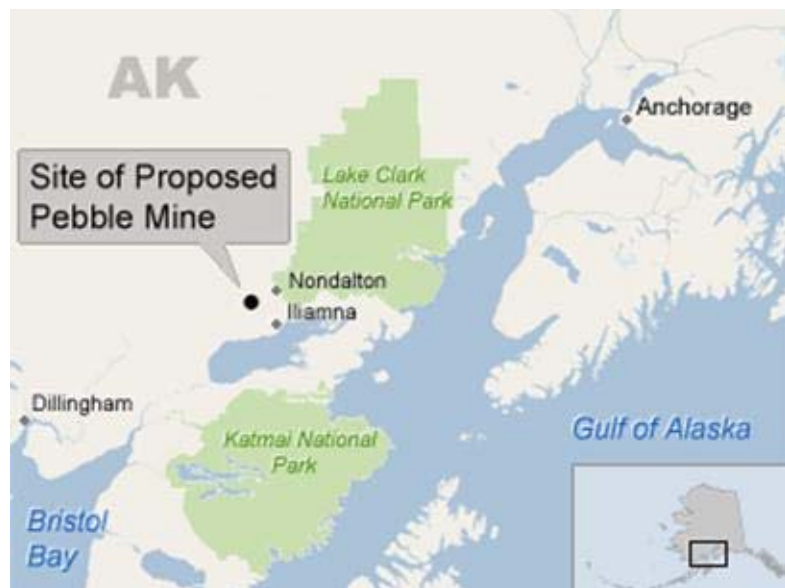 AK
Anchorage
Site of Proposed
Pebble Mine
Lake Clark
National Park
Nondalton
Iliamna
Dillingham
Katmai National
Park
Gulf of Alaska
Bristol
Bay